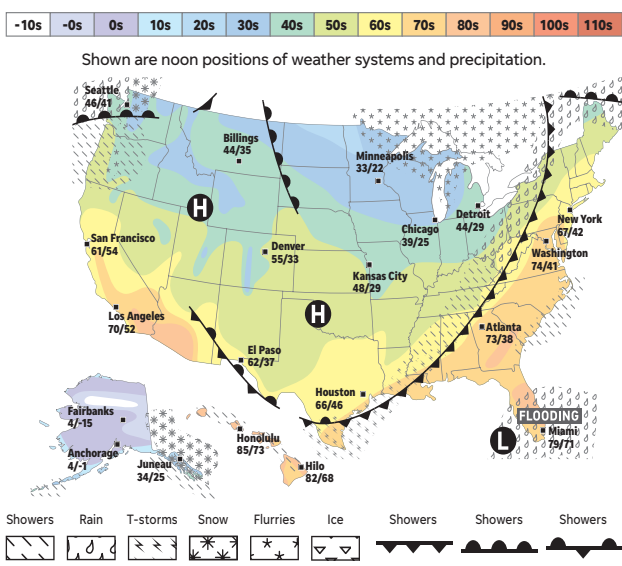 -10s -0s 0s 10s 20s 30s 40s 50s 60s 70s 80s 90s 100s 110s
Shown are noon positions of weather systems and precipitation.
Seattle
46/41
Billings
44/35
Minneapolis
33/22
H
Chicago
39/25
Detroit
44/29
New York
67/42
San Francisco
61/54
Denver
55/33
Washington
74/41
Kansas City
48/29
Los Angeles
70/52
H
Atlanta
73/38
El Paso
62/37
Houston
66/46
Fairbanks
4/-15
FLOODING
Miami
79/71
L
Honolulu
85/73
Anchorage
4/-1
Juneau
34/25
Hilo
82/68
Showers Rain T-storms Snow Flurries Ice Showers Showers Showers